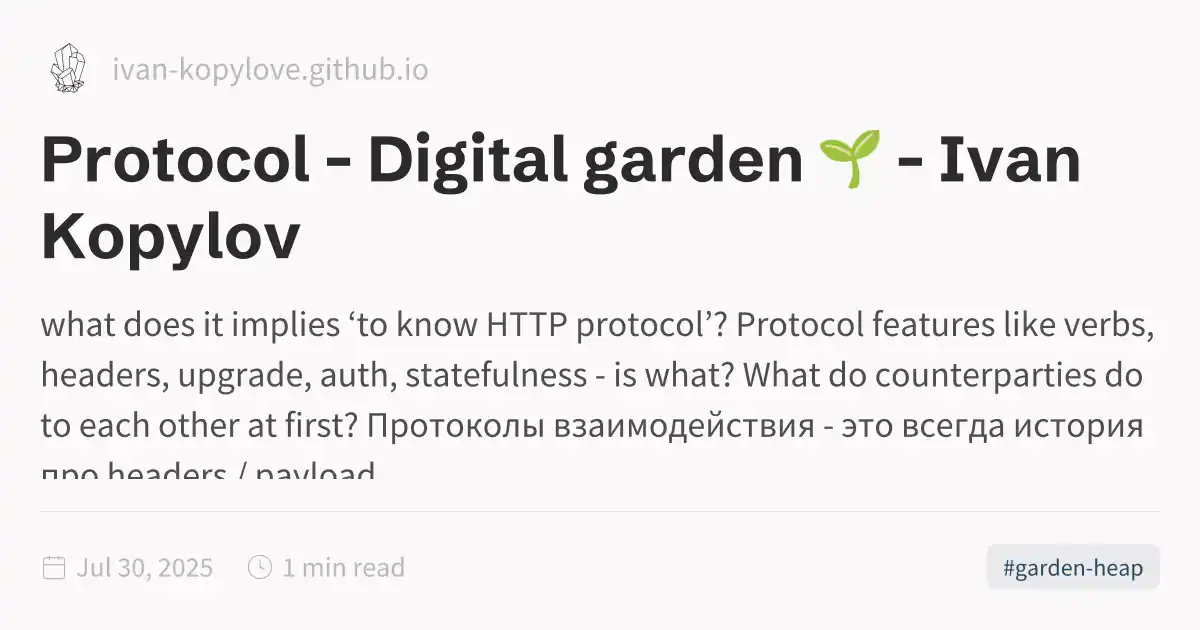 ivan-kopylove.github.io
Protocol - Digital garden 🌱 - Ivan
Kopylov
what does it implies ‘to know HTTP protocol’? Protocol features like verbs,
headers, upgrade, auth, statefulness - is what? What do counterparties do
to each other at first? Протоколы взаимодействия - это всегда история
про headers / payload
Jul 30, 2025
1 min read
#garden-heap